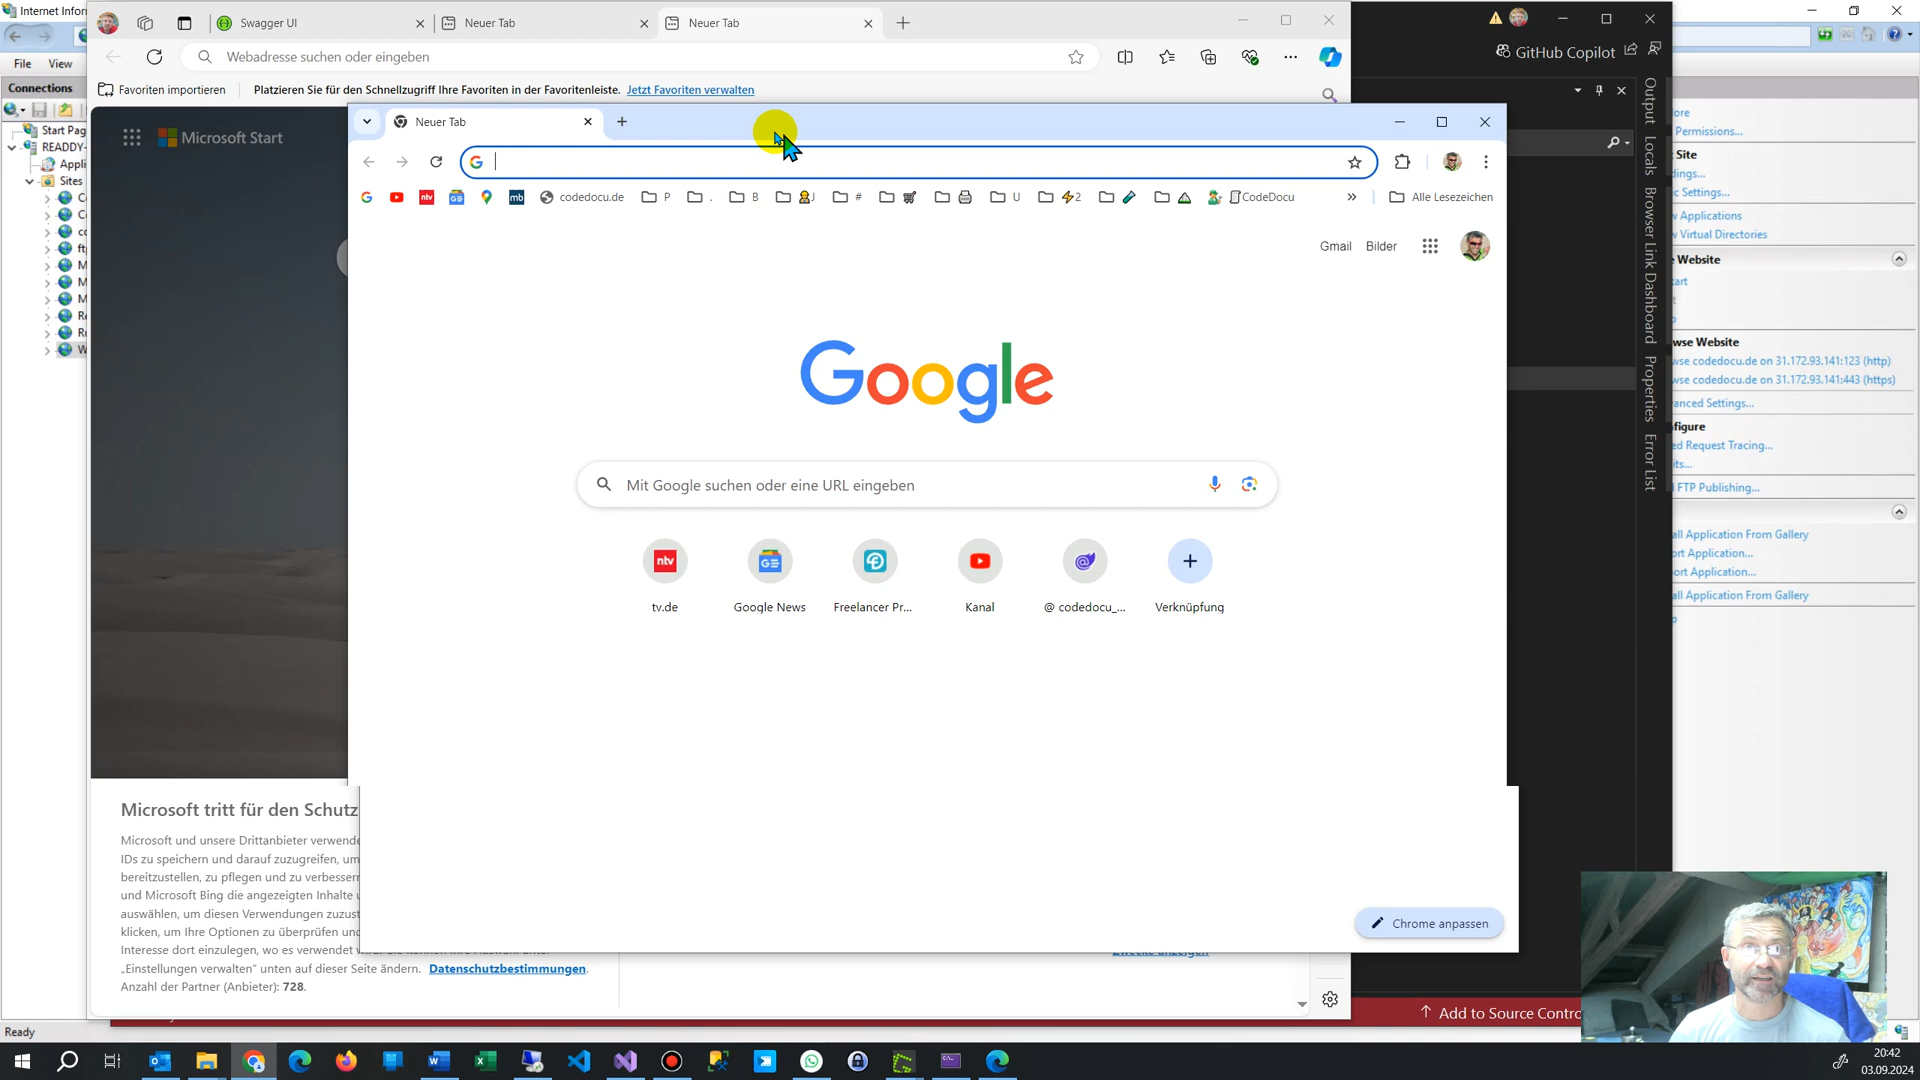 Internet Infor
Swagger UI
Neuer Tab
Neuer Tab
Webadresse suchen oder eingeben
GitHub Copilot
File View
Favoriten importieren
Platzieren Sie für den Schnellzugriff Ihre Favoriten in der Favoritenleiste. Jetzt Favoriten verwalten
Connections
Start Pag
READDY-
Appli
Sites
Microsoft Start
Neuer Tab
codedocu.de
P
.
B
J
#
U
2
CodeDocu
Alle Lesezeichen
Gmail
Bilder
Google
Mit Google suchen oder eine URL eingeben
ntv
tv.de
Google News
Freelancer Pr...
Kanal
@ codedocu_...
Verknüpfung
Chrome anpassen
Output
Locals
Browser Link Dashboard
Properties
Error List
ore
Permissions...
Site
dings...
c Settings...
w Applications
w Virtual Directories
e Website
tart
t
p
wse Website
wse codedocu.de on 31.172.93.141:123 (http)
wse codedocu.de on 31.172.93.141:443 (https)
anced Settings...
figure
ed Request Tracing...
its...
FTP Publishing...
all Application From Gallery
ort Application...
ort Application...
all Application From Gallery
p
Microsoft tritt für den Schutz
Microsoft und unsere Drittanbieter verwende
IDs zu speichern und darauf zuzugreifen, um
bereitzustellen, zu pflegen und zu verbesserr
und Microsoft Bing die angezeigten Inhalte u
auswählen, um diesen Verwendungen zuzust
klicken, um Ihre Optionen zu überprüfen und
Interesse dort einzulegen, wo es verwendet
„Einstellungen verwalten" unten auf dieser Seite ändern. Datenschutzbestimmungen.
Anzahl der Partner (Anbieter): 728.
Add to Source Contro
Ready
20:42
03.09.2024